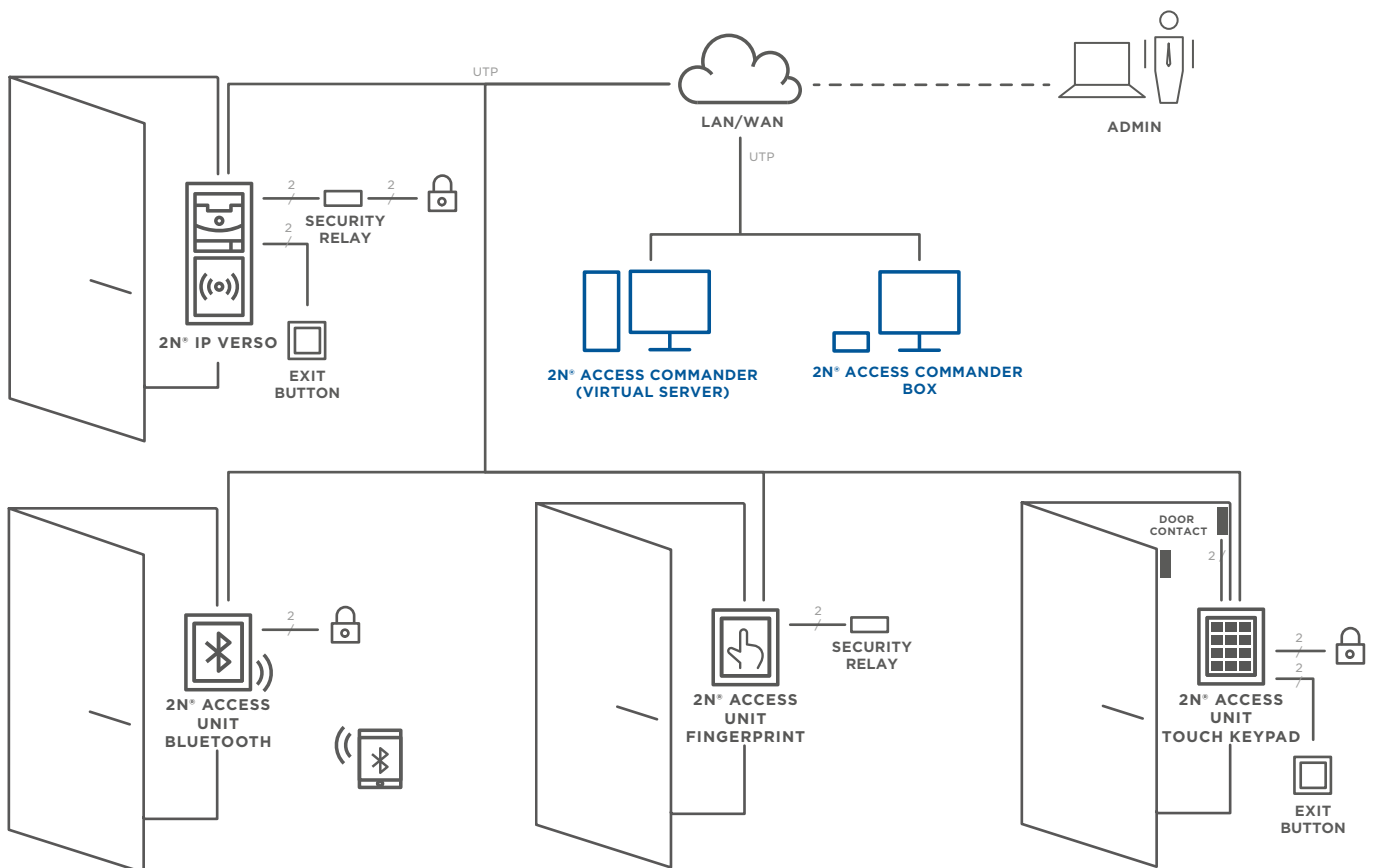 UTP
LAN/WAN
ADMIN
UTP
2
2
SECURITY
RELAY
2
2N® IP VERSO
EXIT
BUTTON
2N® ACCESS COMMANDER
(VIRTUAL SERVER)
2N® ACCESS COMMANDER
BOX
2
2N® ACCESS
UNIT
BLUETOOTH
2
SECURITY
RELAY
2N® ACCESS
UNIT
FINGERPRINT
DOOR
CONTACT
2
2
2
2N® ACCESS
UNIT
TOUCH KEYPAD
EXIT
BUTTON